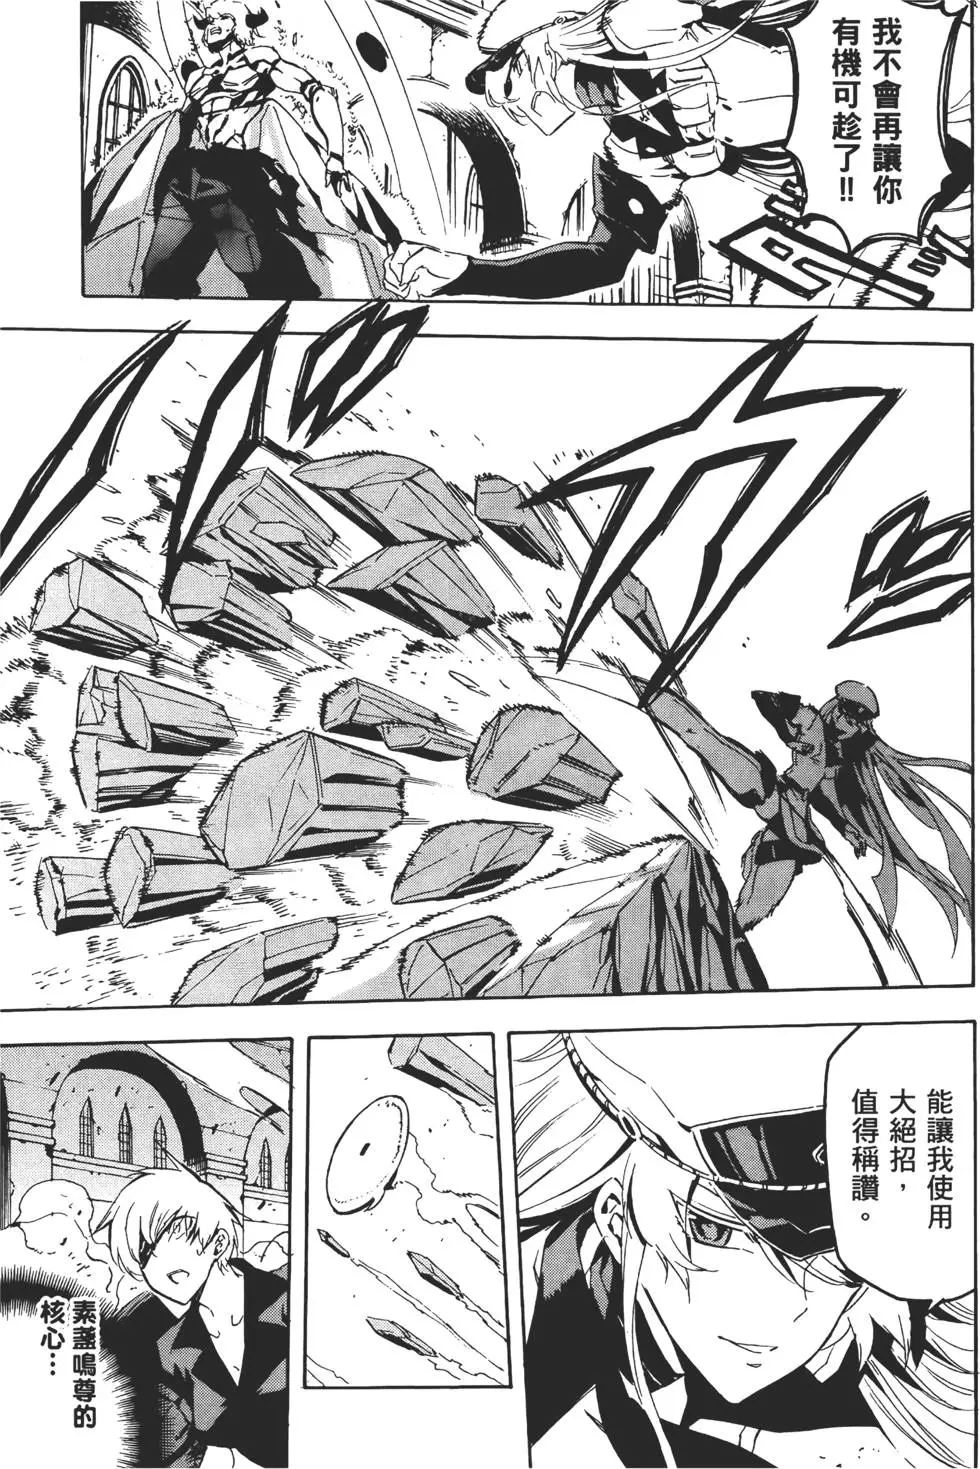 我不會再讓你
有機可趁了!!
能讓我使用
大絕招，
值得稱讚。
素盞鳴尊的
核心…